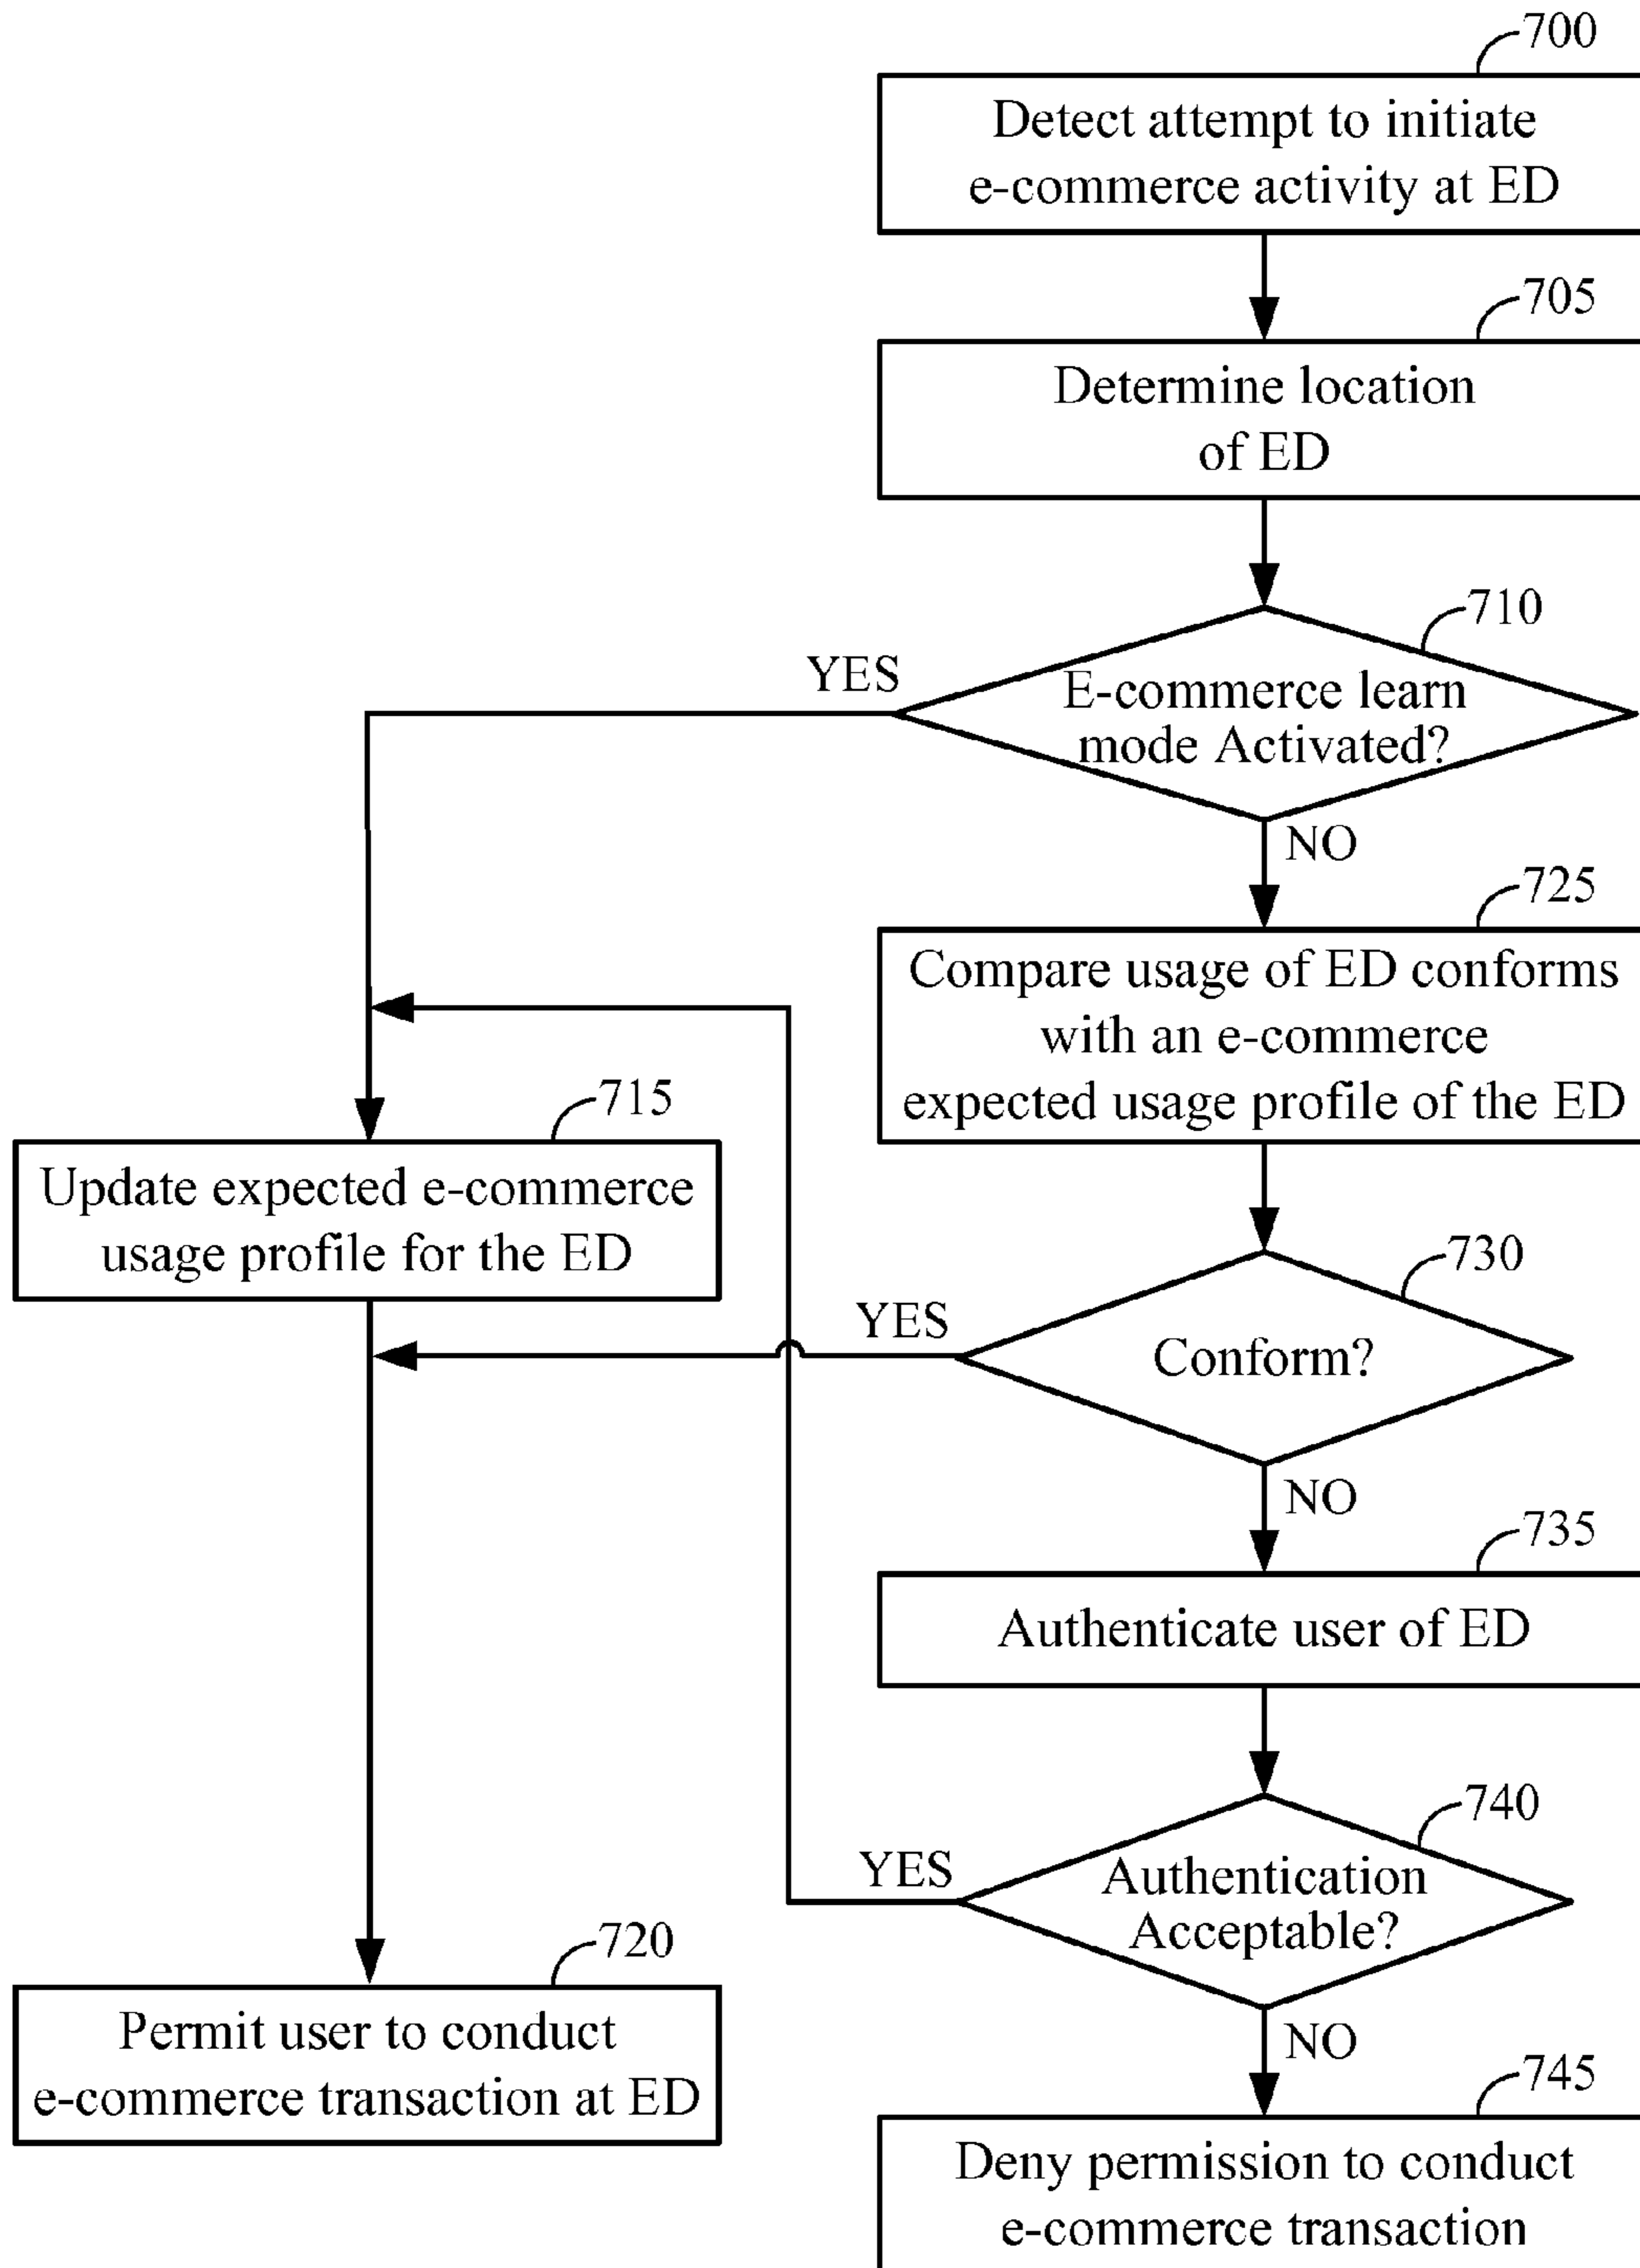 700
Detect attempt to initiate
e-commerce activity at ED
705
Determine location
of ED
710
YES
E-commerce learn
mode Activated?
NO
725
Compare usage of ED conforms
with an e-commerce
expected usage profile of the ED
715
Update expected e-commerce
usage profile for the ED
730
YES
Conform?
NO
735
Authenticate user of ED
740
YES
Authentication
Acceptable?
NO
720
Permit user to conduct
e-commerce transaction at ED
745
Deny permission to conduct
e-commerce transaction